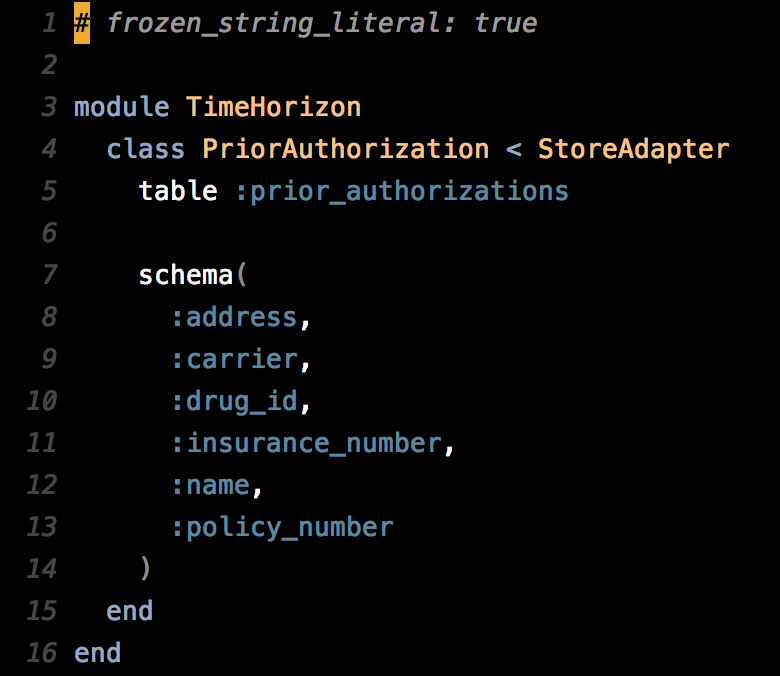 1 # frozen_string_literal: true
2
3 module TimeHorizon
4   class PriorAuthorization < StoreAdapter
5     table :prior_authorizations
6
7     schema(
8       :address,
9       :carrier,
10       :drug_id,
11       :insurance_number,
12       :name,
13       :policy_number
14     )
15   end
16 end